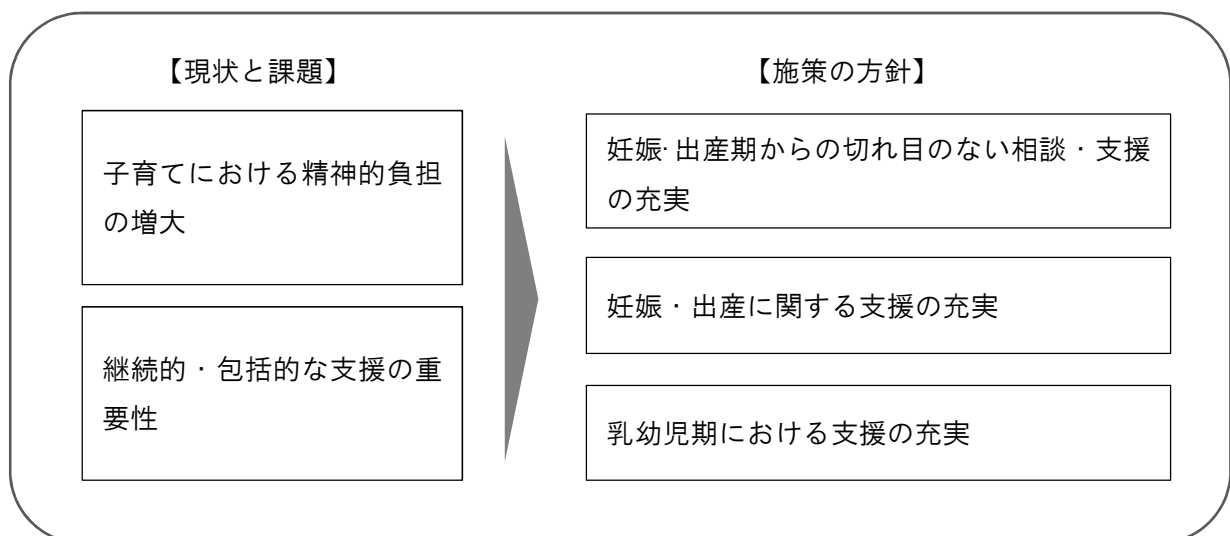 【現状と課題】
子育てにおける精神的負担
の増大
継続的・包括的な支援の重
要性
【施策の方針】
妊娠・出産期からの切れ目のない相談・支援
の充実
妊娠・出産に関する支援の充実
乳幼児期における支援の充実